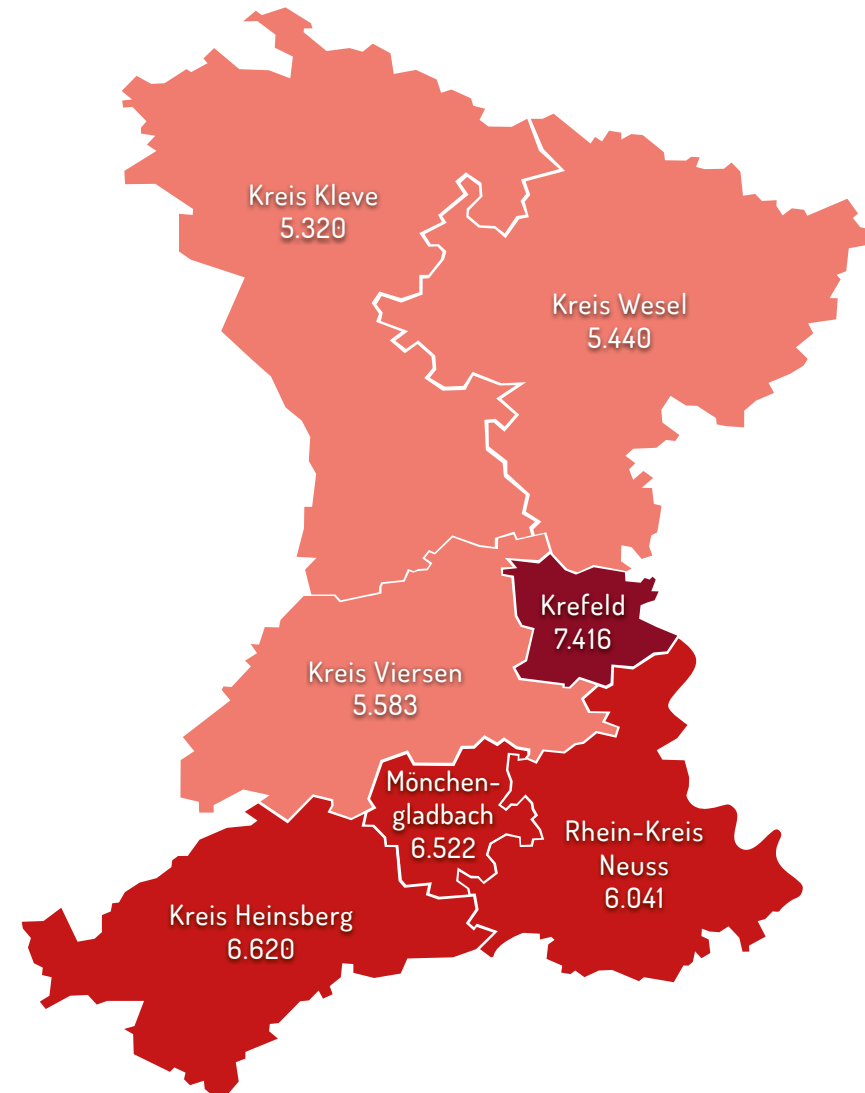 Kreis Kleve
5.320
Kreis Wesel
5.440
Krefeld
7.416
Kreis Viersen
5.583
Mönchen-
gladbach
6.522
Rhein-Kreis
Neuss
6.041
Kreis Heinsberg
6.620